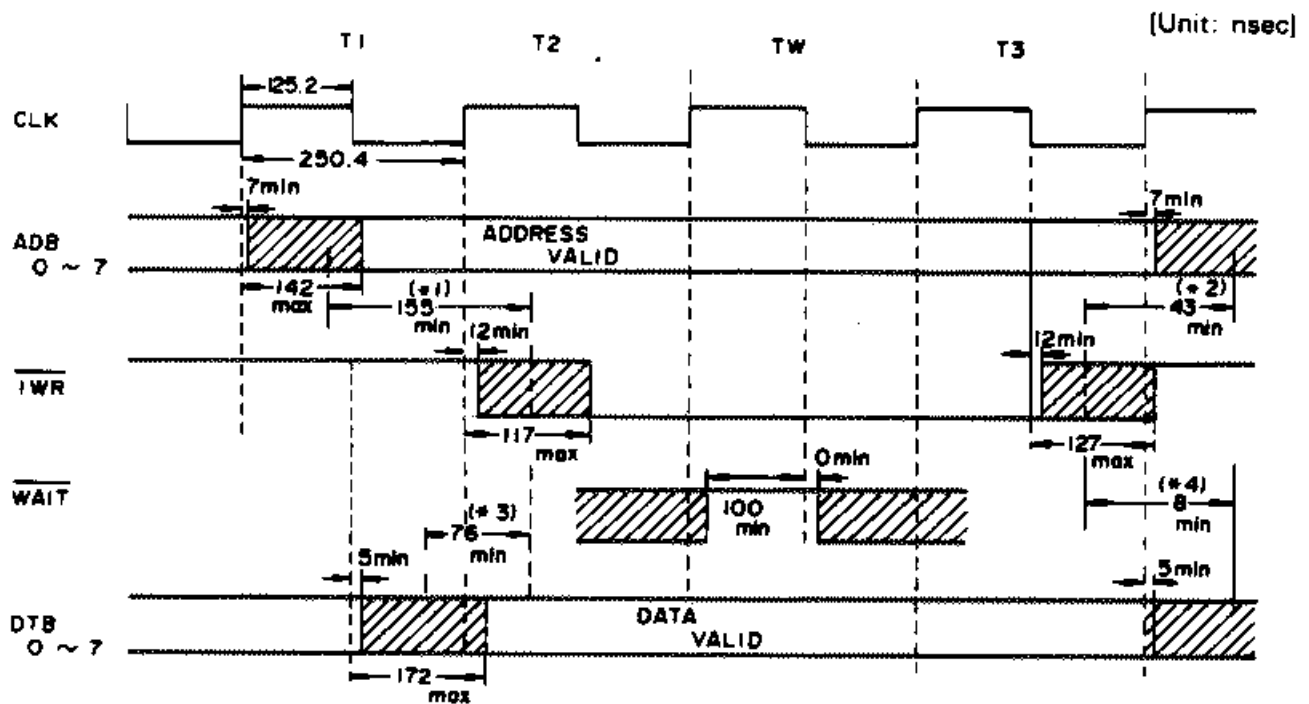 [Unit: nsec]
T1 T2 TW T3
125.2
CLK
250.4
7min 7min
ADB
0 ~ 7
ADDRESS
VALID
142
max
(*1)
155
min
(*2)
43
min
12min 12min
IWR
117
max
127
max
0min
WAIT
100
min
(*3)
76
min
(*4)
8
min
5min 5min
DTB
0 ~ 7
DATA
VALID
172
max